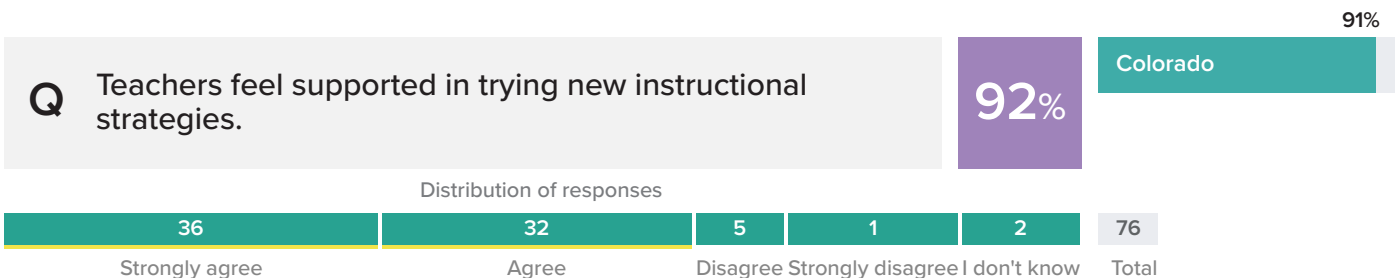 91%
Q Teachers feel supported in trying new instructional
strategies.
92%
Colorado
Distribution of responses
36 32 5 1 2 76
Strongly agree Agree Disagree Strongly disagree I don't know Total